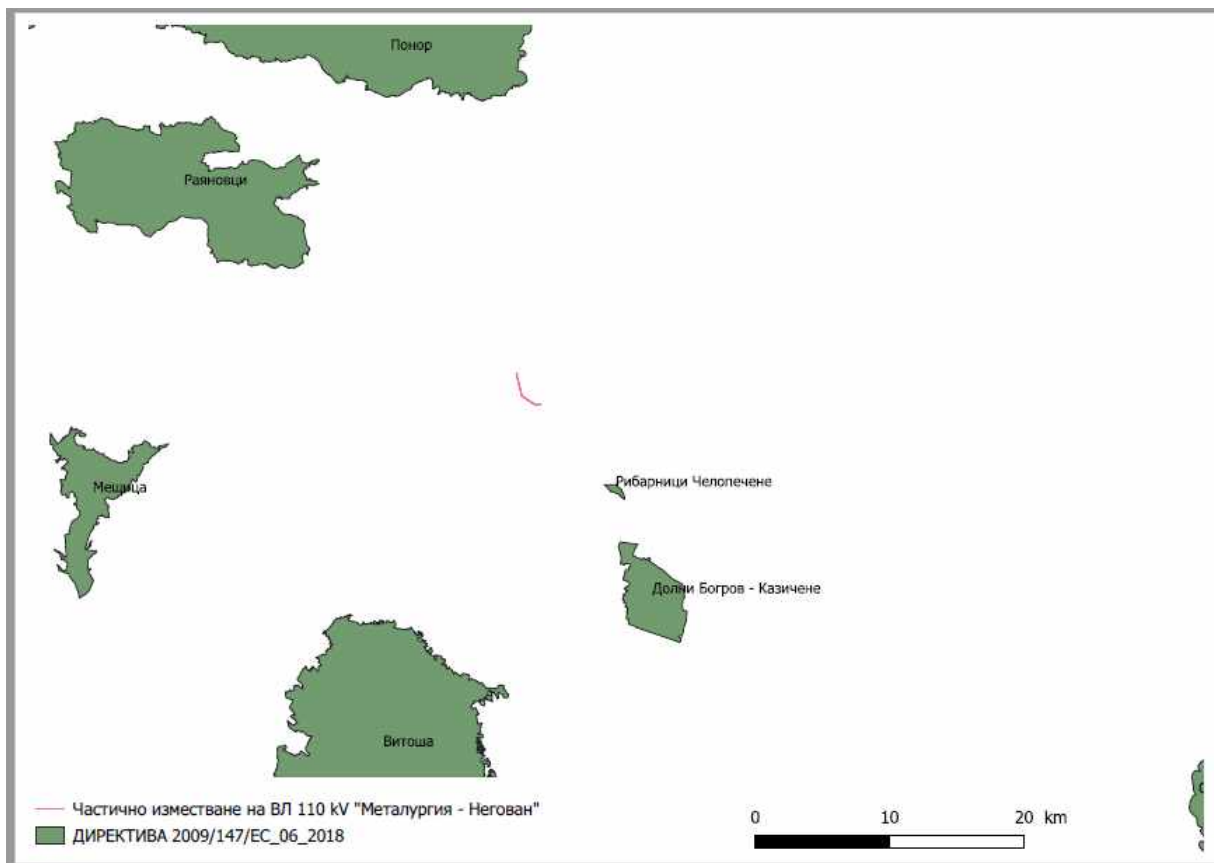 Понор
Раяновци
Мещица
Рибарници Челопечене
Долни Богров - Казичене
Витоша
Частично изместване на ВЛ 110 kV "Металургия - Негован"
ДИРЕКТИВА 2009/147/ЕС_06_2018
0 10 20 km